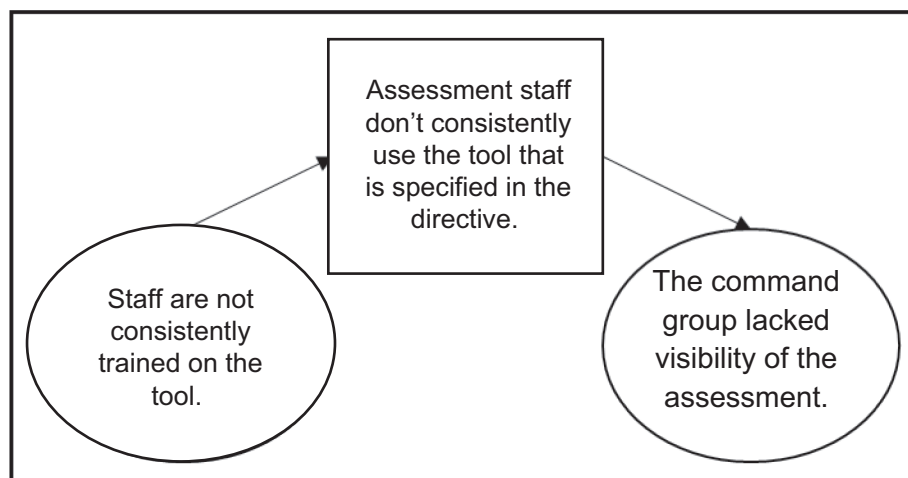 Assessment staff
don’t consistently
use the tool that
is specified in the
directive.
Staff are not
consistently
trained on the
tool.
The command
group lacked
visibility of the
assessment.